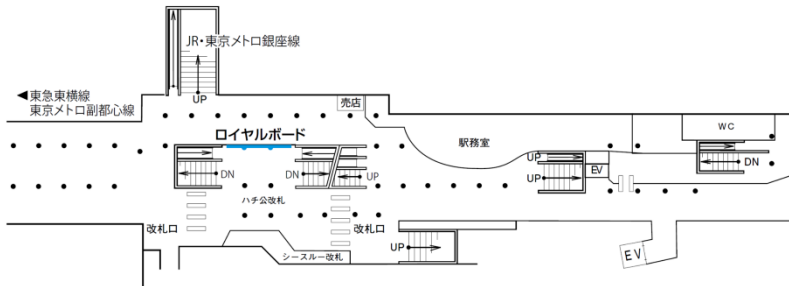 JR・東京メトロ銀座線
◀東急東横線
東京メトロ副都心線
UP
売店
ロイヤルボード
駅務室
WC
UP
EV
DN
DN
DN
UP
UP
ハチ公改札
改札口
改札口
シースルー改札
UP
EV